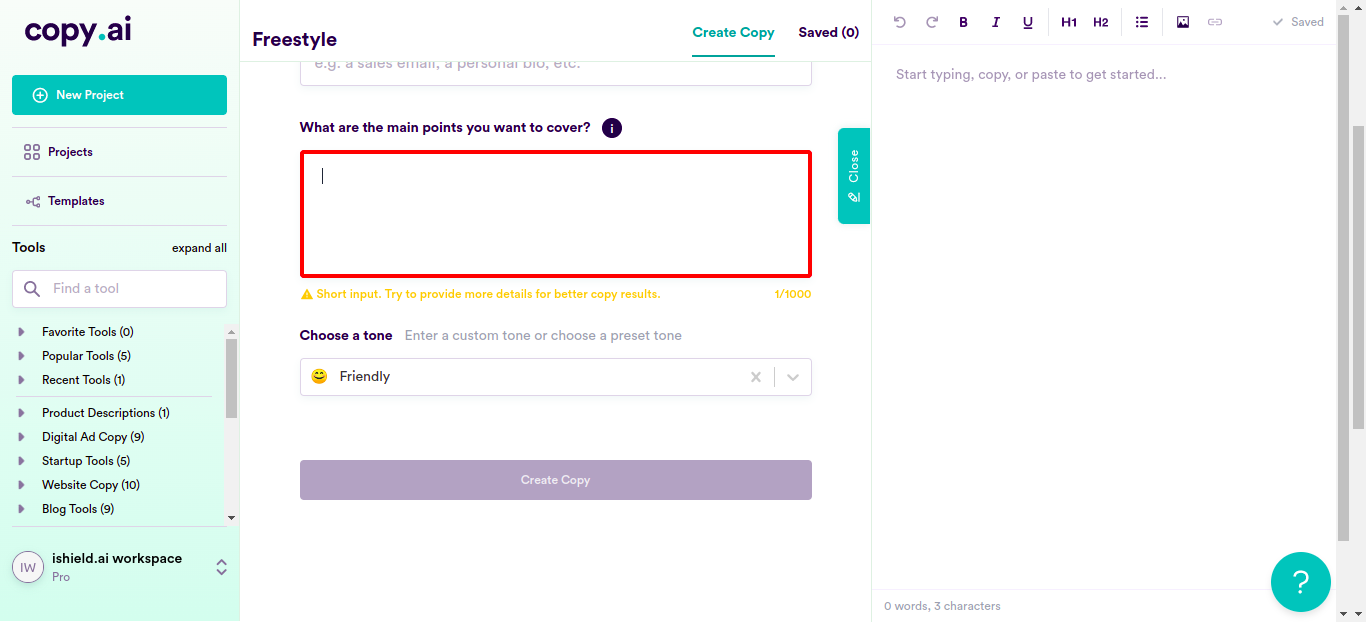 copy.ai
New Project
Projects
Templates
Tools
expand all
Find a tool
Favorite Tools (0)
Popular Tools (5)
Recent Tools (1)
Product Descriptions (1)
Digital Ad Copy (9)
Startup Tools (5)
Website Copy (10)
Blog Tools (9)
IW
ishield.ai workspace
Pro
Freestyle
Create Copy
Saved (0)
e.g. a sales email, a personal bio, etc.
What are the main points you want to cover?
i
Short input. Try to provide more details for better copy results.
1/1000
Choose a tone
Enter a custom tone or choose a preset tone
Friendly
Create Copy
Close
B I U H1 H2
Saved
Start typing, copy, or paste to get started...
0 words, 3 characters
?